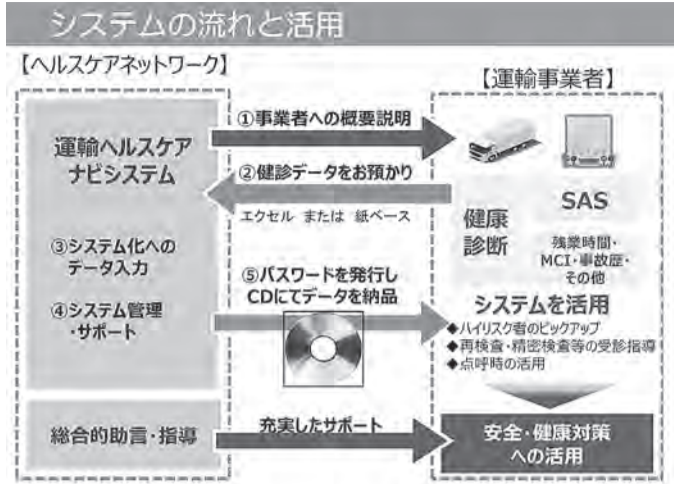 システムの流れと活用
【ヘルスケアネットワーク】
【運輸事業者】
運輸ヘルスケア
ナビシステム
①事業者への概要説明
②健診データをお預かり
エクセル または 紙ベース
③システム化への
データ入力
④システム管理
・サポート
⑤パスワードを発行し
CDにてデータを納品
健康
診断
SAS
残業時間・
MCI・事故歴・
その他
システムを活用
◆ハイリスク者のピックアップ
◆再検査・精密検査等の受診指導
◆点呼時の活用
総合的助言・指導
充実したサポート
安全・健康対策
への活用